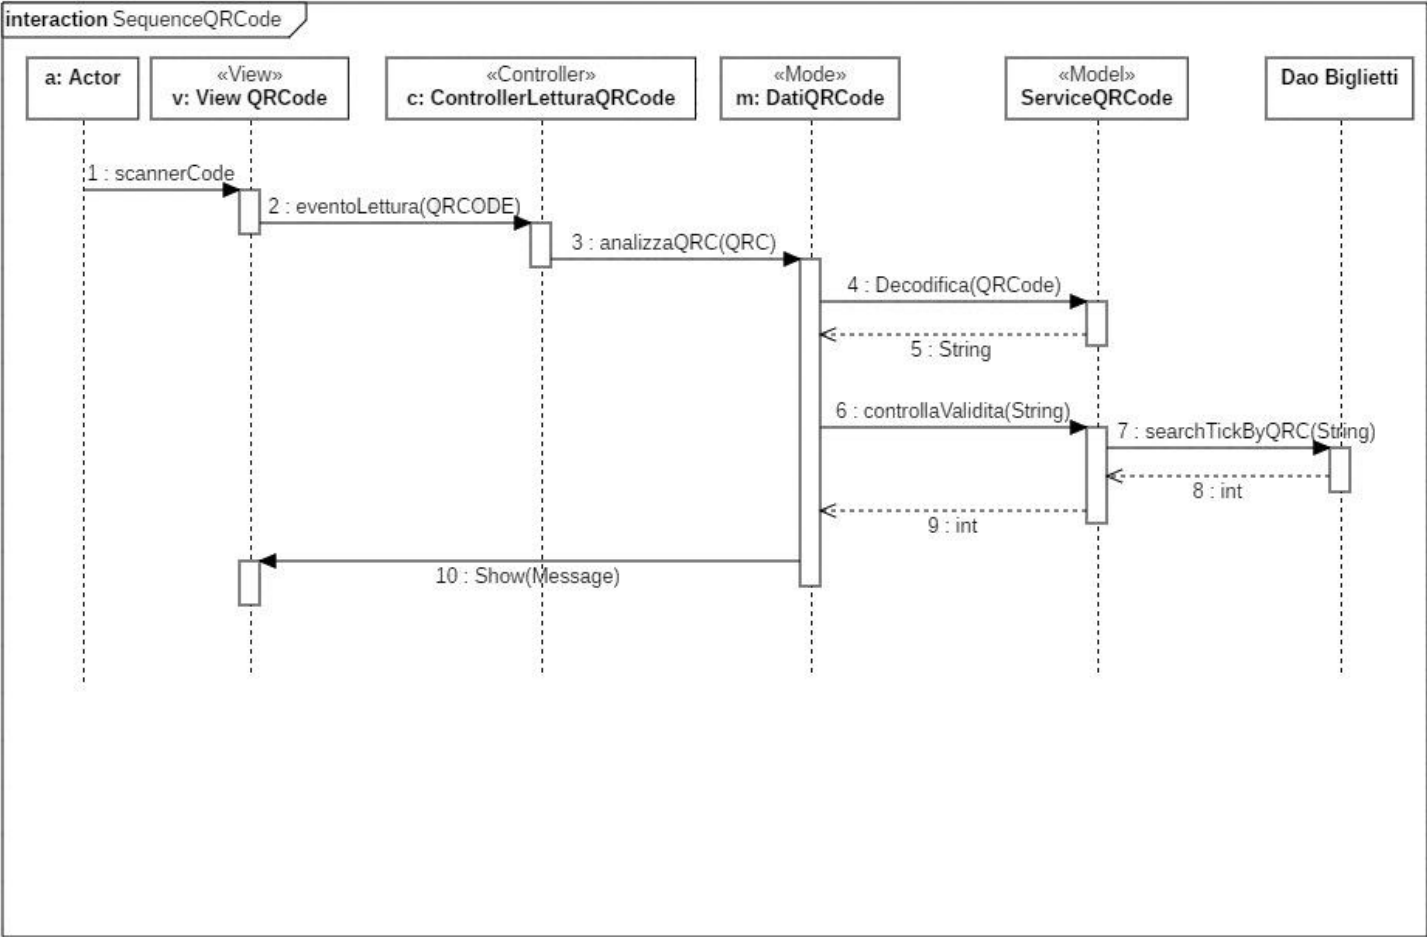 interaction SequenceQRCode
a: Actor
«View»
v: View QRCode
«Controller»
c: ControllerLetturaQRCode
«Mode»
m: DatiQRCode
«Model»
ServiceQRCode
Dao Biglietti
1 : scannerCode
2 : eventoLettura(QRCODE)
3 : analizzaQRC(QRC)
4 : Decodifica(QRCode)
5 : String
6 : controllaValidita(String)
7 : searchTickByQRC(String)
8 : int
9 : int
10 : Show(Message)